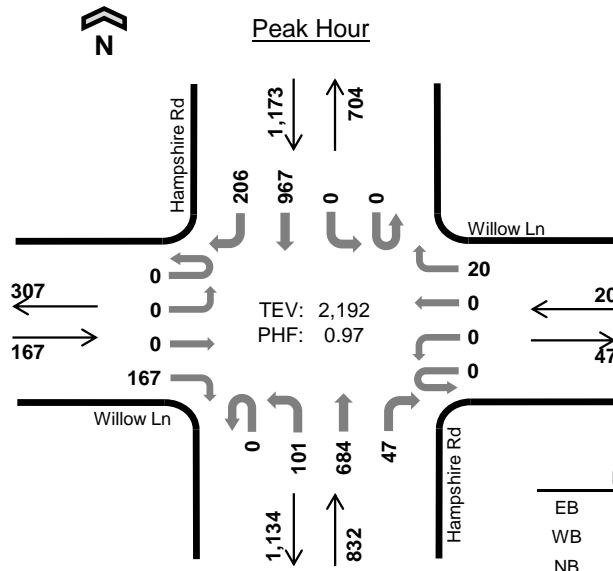 Peak Hour
N
Hampshire Rd
1,173
704
206
967
0
0
Willow Ln
0
20
307
0
TEV: 2,192
0
20
167
0
PHF: 0.97
0
47
167
0
Willow Ln
0
101
684
47
Hampshire Rd
1,134
832
EB
WB
NB